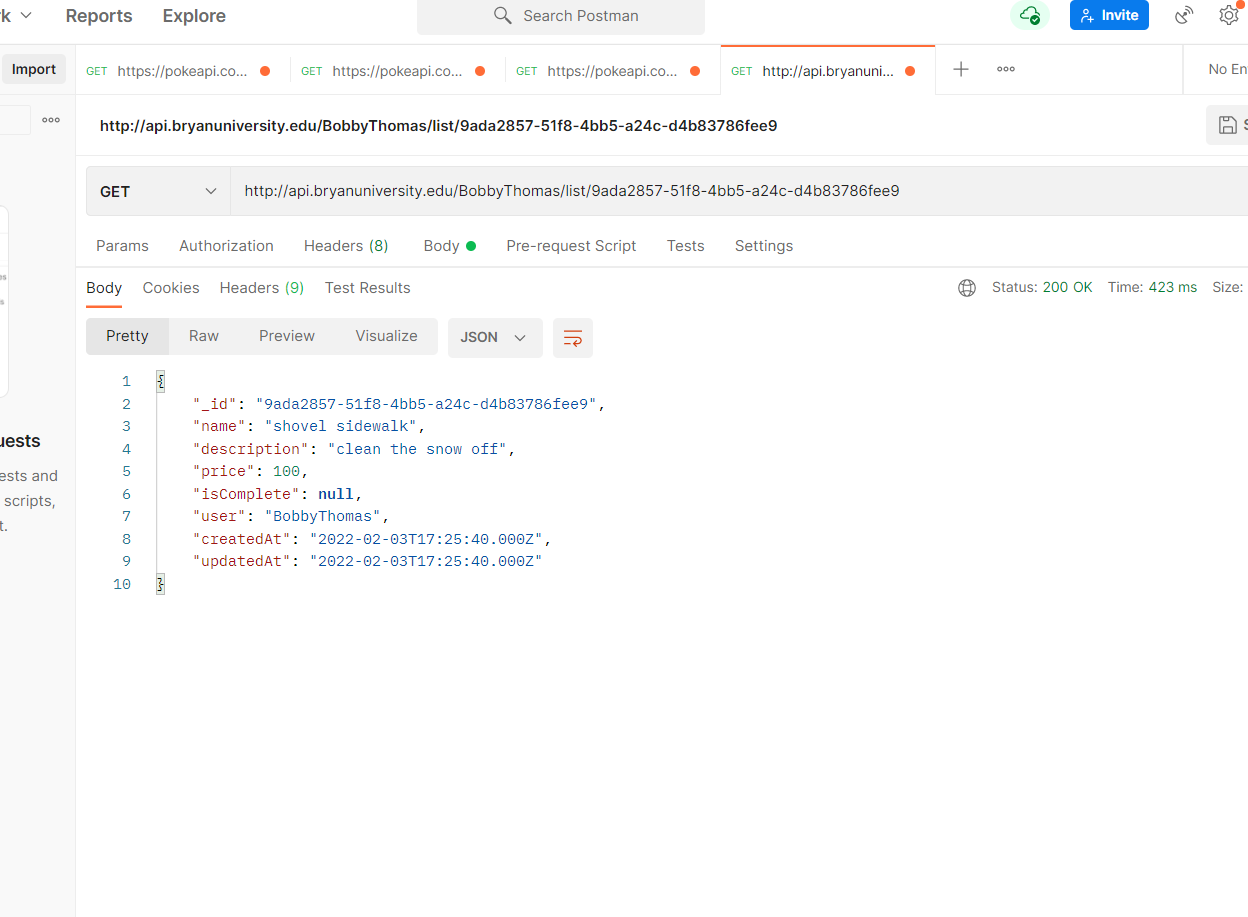 Reports Explore Search Postman Invite
Import GET https://pokeapi.co... GET https://pokeapi.co... GET https://pokeapi.co... GET http://api.bryanuni... No En
http://api.bryanuniversity.edu/BobbyThomas/list/9ada2857-51f8-4bb5-a24c-d4b83786fee9
GET http://api.bryanuniversity.edu/BobbyThomas/list/9ada2857-51f8-4bb5-a24c-d4b83786fee9
Params Authorization Headers (8) Body Pre-request Script Tests Settings
Body Cookies Headers (9) Test Results Status: 200 OK Time: 423 ms Size:
Pretty Raw Preview Visualize JSON
1 {
2 "_id": "9ada2857-51f8-4bb5-a24c-d4b83786fee9",
3 "name": "shovel sidewalk",
4 "description": "clean the snow off",
5 "price": 100,
6 "isComplete": null,
7 "user": "BobbyThomas",
8 "createdAt": "2022-02-03T17:25:40.000Z",
9 "updatedAt": "2022-02-03T17:25:40.000Z"
10 }
uests
ests and
scripts,
t.